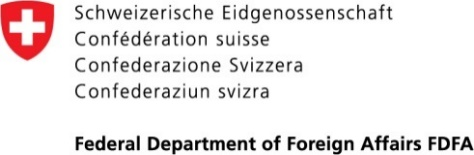 Schweizerische Eidgenossenschaft
Confédération suisse
Confederazione Svizzera
Confederaziun svizra
Federal Department of Foreign Affairs FDFA